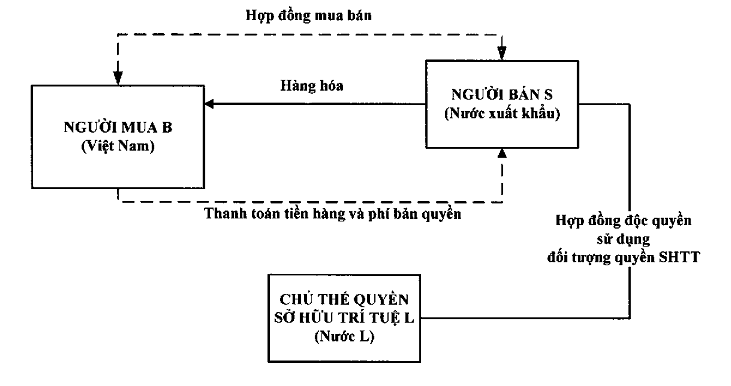 Hợp đồng mua bán
NGƯỜI MUA B
(Việt Nam)
Hàng hóa
NGƯỜI BÁN S
(Nước xuất khẩu)
Thanh toán tiền hàng và phí bản quyền
Hợp đồng độc quyền
sử dụng
đối tượng quyền SHTT
CHỦ THỂ QUYỀN
SỞ HỮU TRÍ TUỆ L
(Nước L)